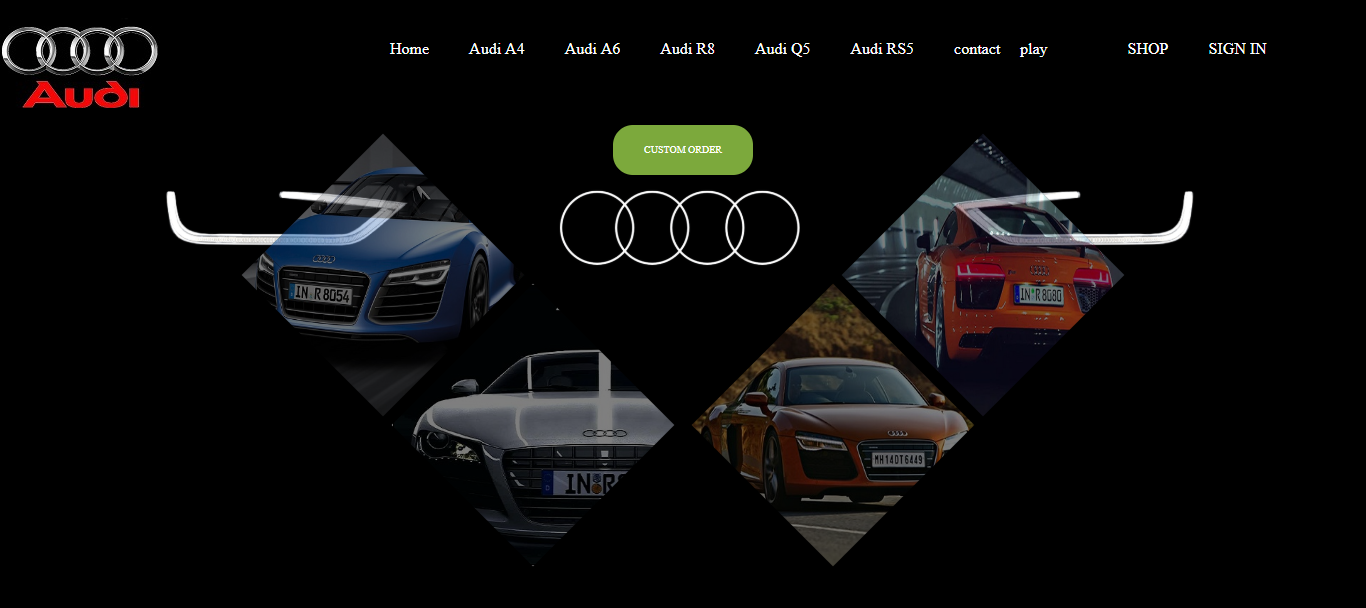 Home Audi A4 Audi A6 Audi R8 Audi Q5 Audi RS5 contact play SHOP SIGN IN
Audi
CUSTOM ORDER
IN R 8054
IN R 8080
MH14DT6449
IN R8